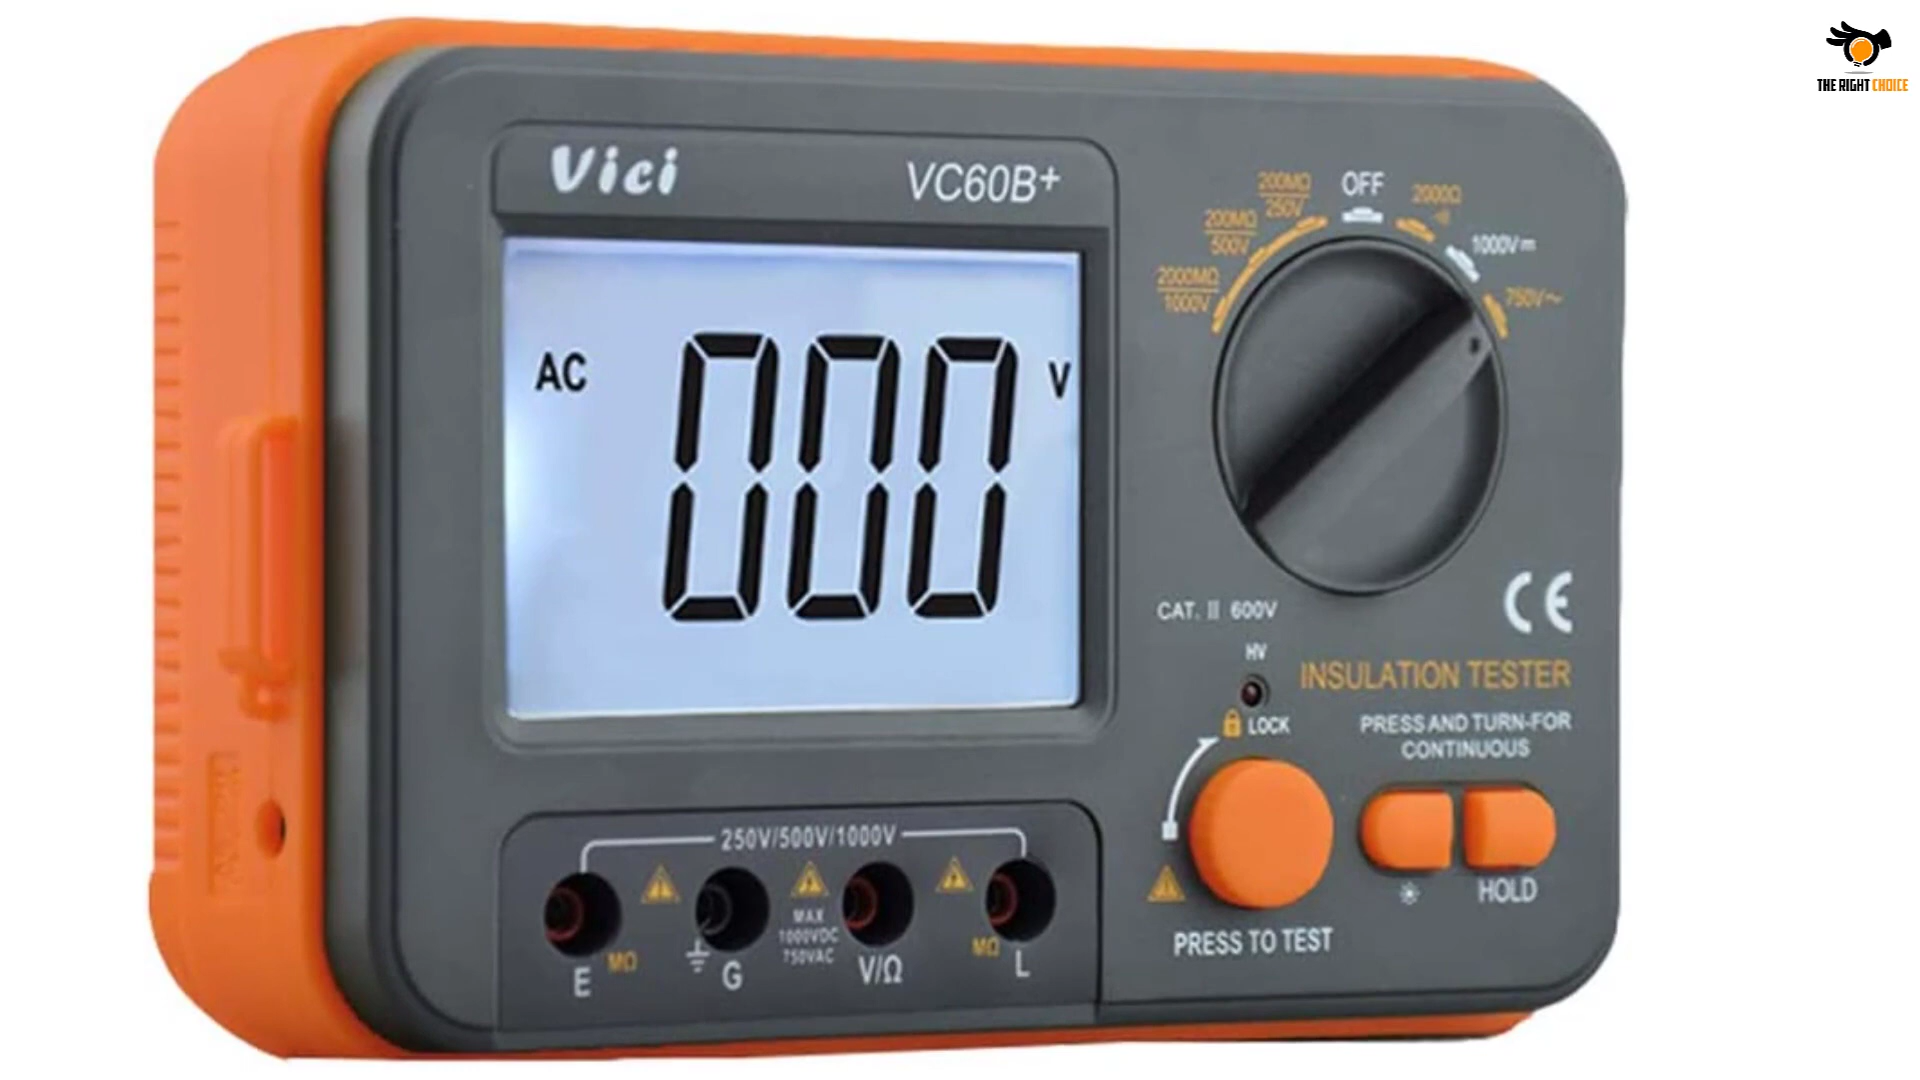 THE RIGHT CHOICE
Vici
VC60B+
AC
000
V
OFF
200MΩ
250V
200MΩ
500V
2000MΩ
1000V
2000Ω
1000V⎓
750V~
CAT. II 600V
CE
HV
LOCK
INSULATION TESTER
PRESS AND TURN-FOR
CONTINUOUS
HOLD
PRESS TO TEST
250V/500V/1000V
MAX
1000VDC
750VAC
E
MΩ
G
V/Ω
MΩ
L